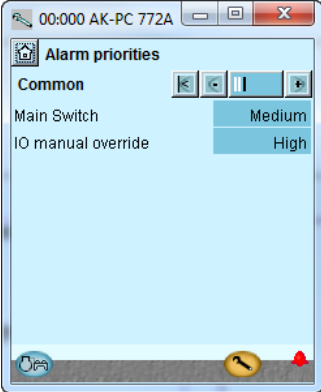 00:000 AK-PC 772A
Alarm priorities
Common
Main Switch Medium
IO manual override High